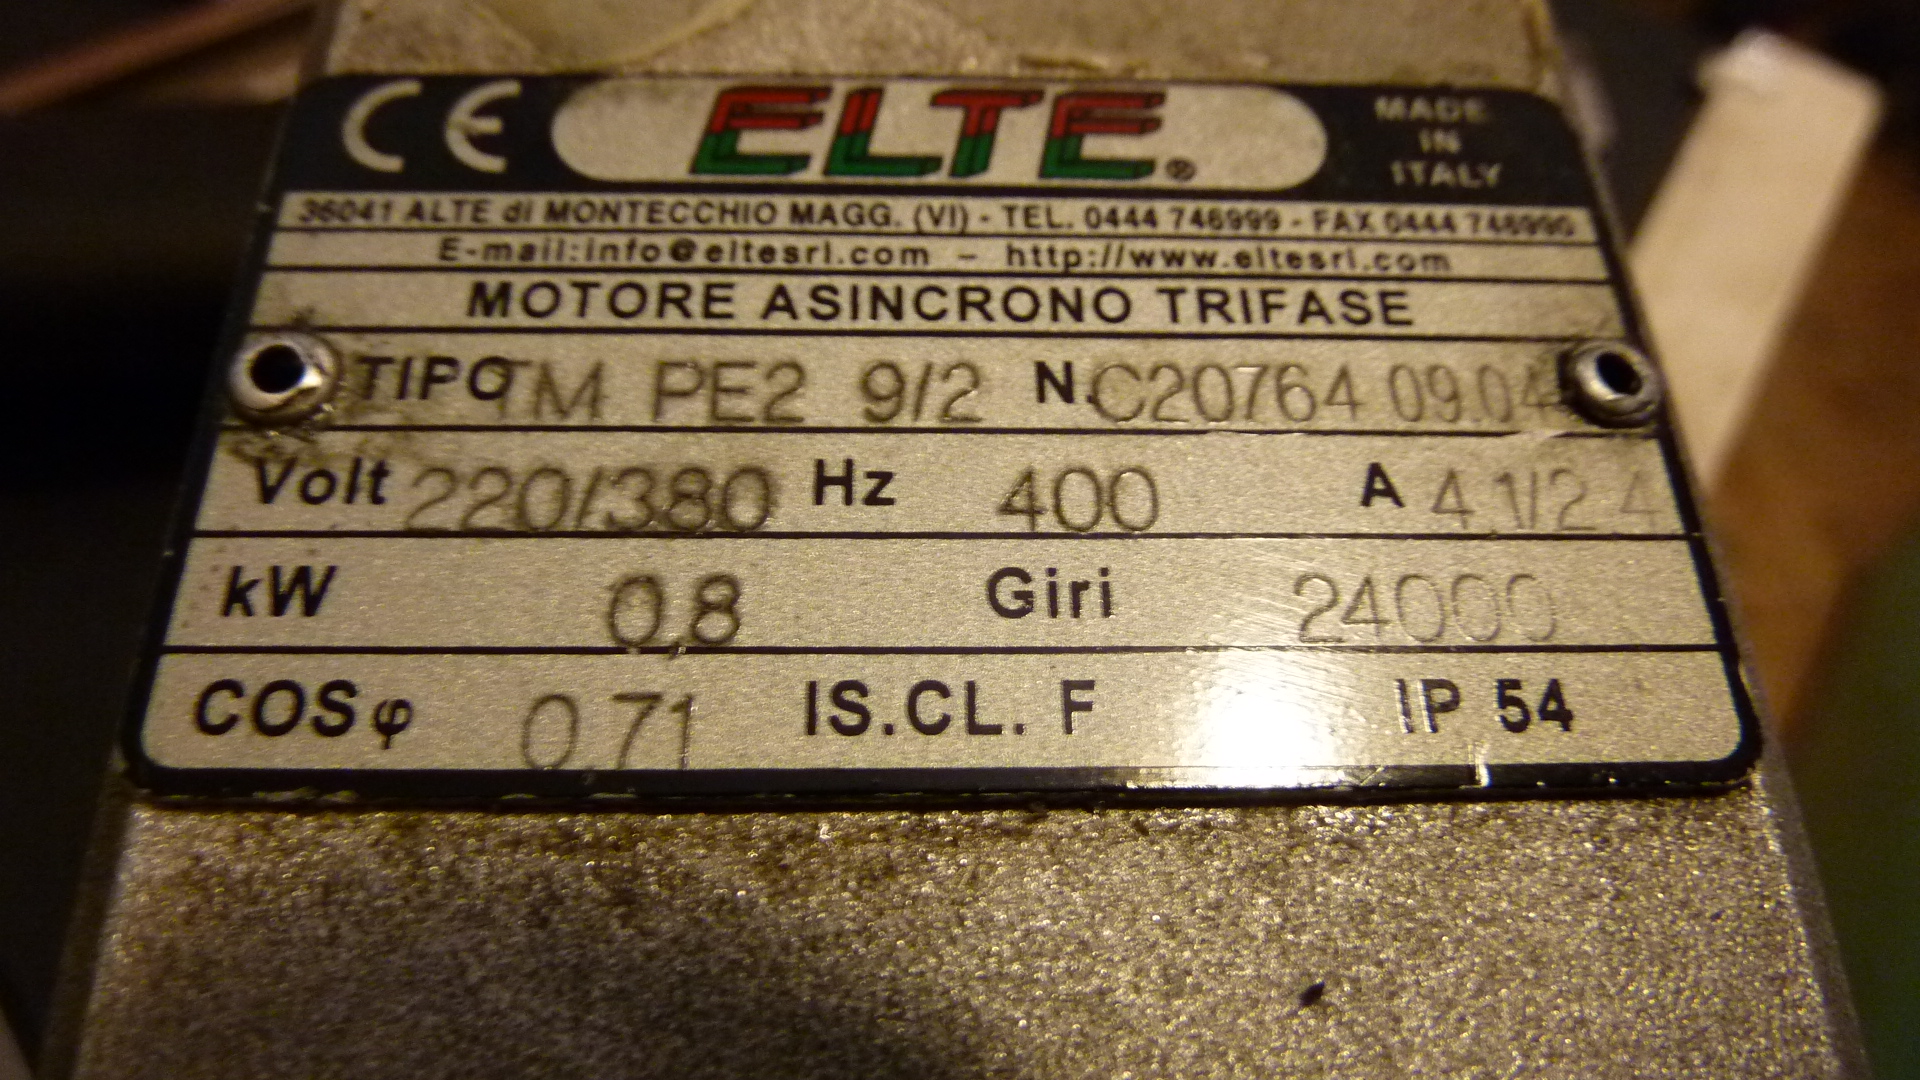 CE ELTE® MADE IN ITALY
36041 ALTE di MONTECCHIO MAGG. (VI) - TEL. 0444 746999 - FAX 0444 746990
E-mail:info@eltesrl.com - http://www.eltesrl.com
MOTORE ASINCRONO TRIFASE
TIPO TM PE2 9/2 N. C20764 09.04
Volt 220/380 Hz 400 A 4.1/2.4
kW 0,8 Giri 24000
COSφ 0,71 IS.CL. F IP 54